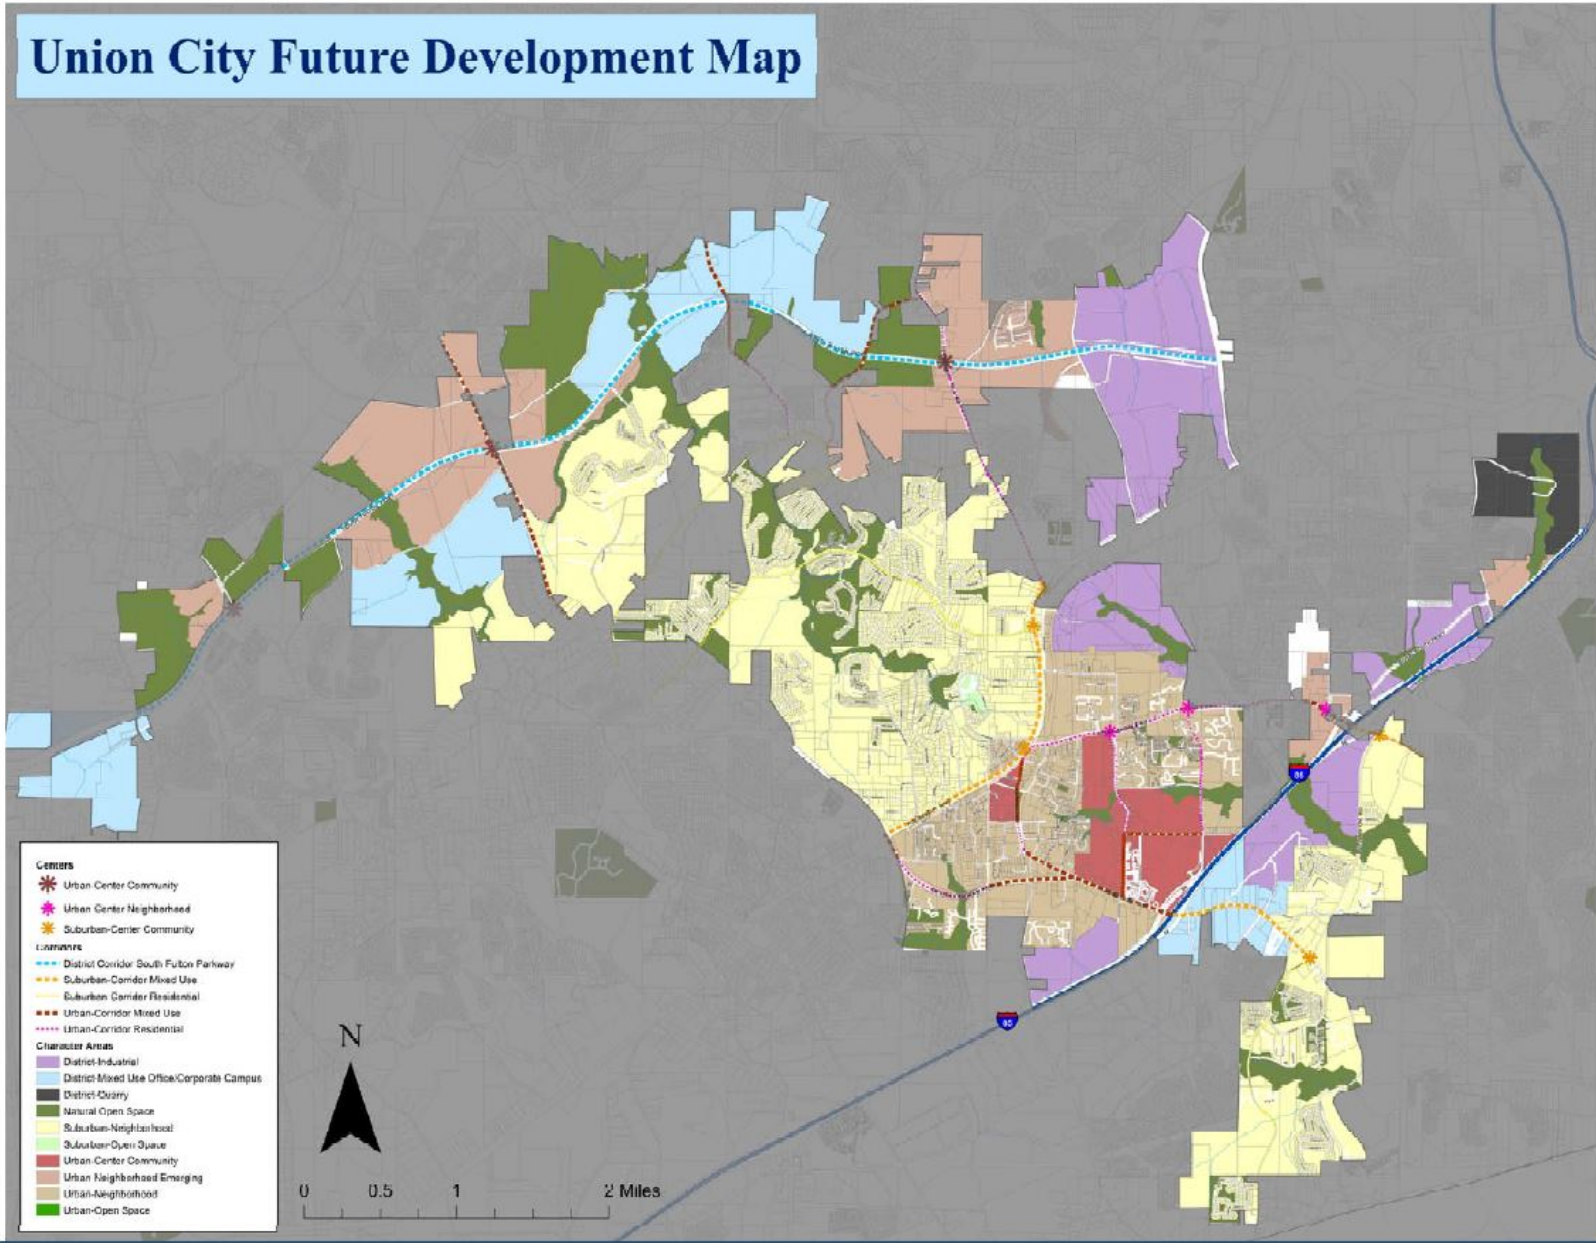 Union City Future Development Map
85
85
Centers
Urban-Center Community
Urban Center Neighborhood
Suburban-Center Community
Corridors
District Corridor South Fulton Parkway
Suburban-Corridor Mixed Use
Suburban Corridor Residential
Urban-Corridor Mixed Use
Urban-Corridor Residential
Character Areas
District-Industrial
District-Mixed Use Office/Corporate Campus
District-Quarry
Natural Open Space
Suburban-Neighborhood
Suburban-Open Space
Urban-Center Community
Urban Neighborhood Emerging
Urban-Neighborhood
Urban-Open Space
N
0 0.5 1 2 Miles